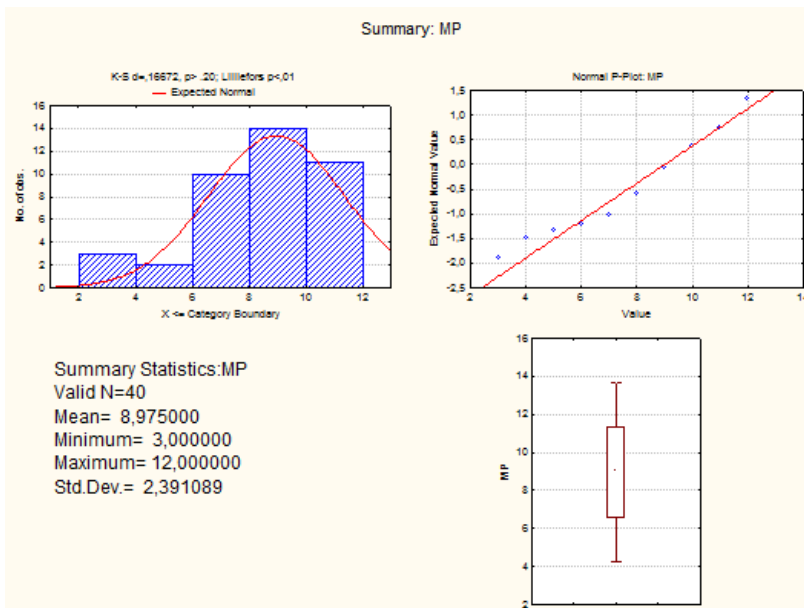 Summary: MP
K-S d=,16672, p> .20; Lilliefors p<,01
Expected Normal
No. of obs.
16
14
12
10
8
6
4
2
0
2 4 6 8 10 12
X <= Category Boundary
Normal P-Plot: MP
Expected Normal Value
1,5
1,0
0,5
0,0
-0,5
-1,0
-1,5
-2,0
-2,5
2 4 6 8 10 12 14
Value
Summary Statistics:MP
Valid N=40
Mean= 8,975000
Minimum= 3,000000
Maximum= 12,000000
Std.Dev.= 2,391089
MP
16
14
12
10
8
6
4
2